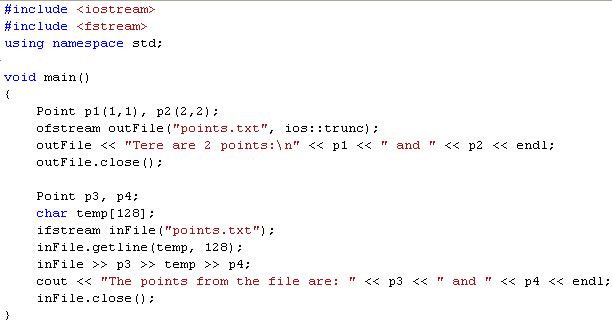 #include <iostream>
#include <fstream>
using namespace std;
void main()
{
Point p1(1,1), p2(2,2);
ofstream outFile("points.txt", ios::trunc);
outFile << "Tere are 2 points:\n" << p1 << " and " << p2 << endl;
outFile.close();
Point p3, p4;
char temp[128];
ifstream inFile("points.txt");
inFile.getline(temp, 128);
inFile >> p3 >> temp >> p4;
cout << "The points from the file are: " << p3 << " and " << p4 << endl;
inFile.close();
}